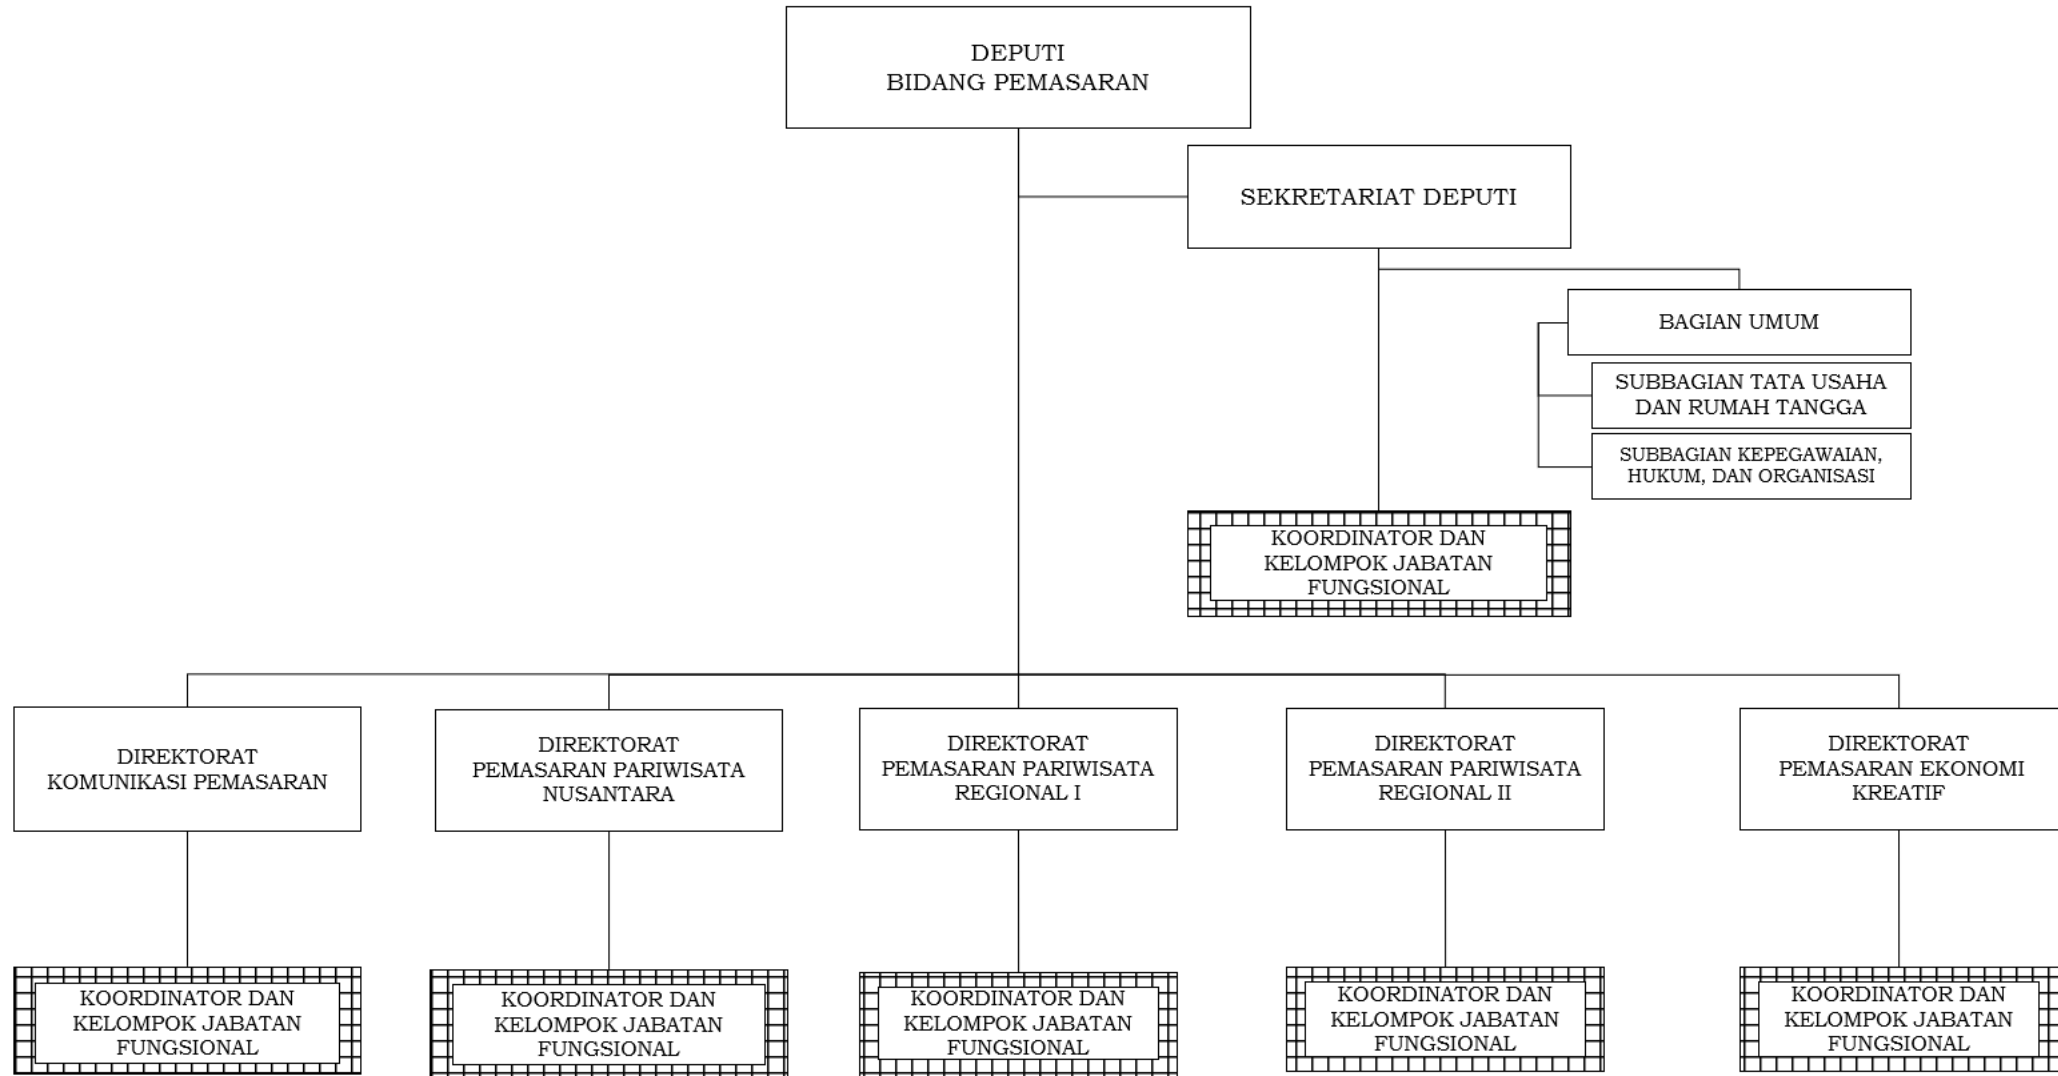 DEPUTI
BIDANG PEMASARAN
SEKRETARIAT DEPUTI
BAGIAN UMUM
SUBBAGIAN TATA USAHA
DAN RUMAH TANGGA
SUBBAGIAN KEPEGAWAIAN,
HUKUM, DAN ORGANISASI
KOORDINATOR DAN
KELOMPOK JABATAN
FUNGSIONAL
DIREKTORAT
KOMUNIKASI PEMASARAN
DIREKTORAT
PEMASARAN PARIWISATA
NUSANTARA
DIREKTORAT
PEMASARAN PARIWISATA
REGIONAL I
DIREKTORAT
PEMASARAN PARIWISATA
REGIONAL II
DIREKTORAT
PEMASARAN EKONOMI
KREATIF
KOORDINATOR DAN
KELOMPOK JABATAN
FUNGSIONAL
KOORDINATOR DAN
KELOMPOK JABATAN
FUNGSIONAL
KOORDINATOR DAN
KELOMPOK JABATAN
FUNGSIONAL
KOORDINATOR DAN
KELOMPOK JABATAN
FUNGSIONAL
KOORDINATOR DAN
KELOMPOK JABATAN
FUNGSIONAL